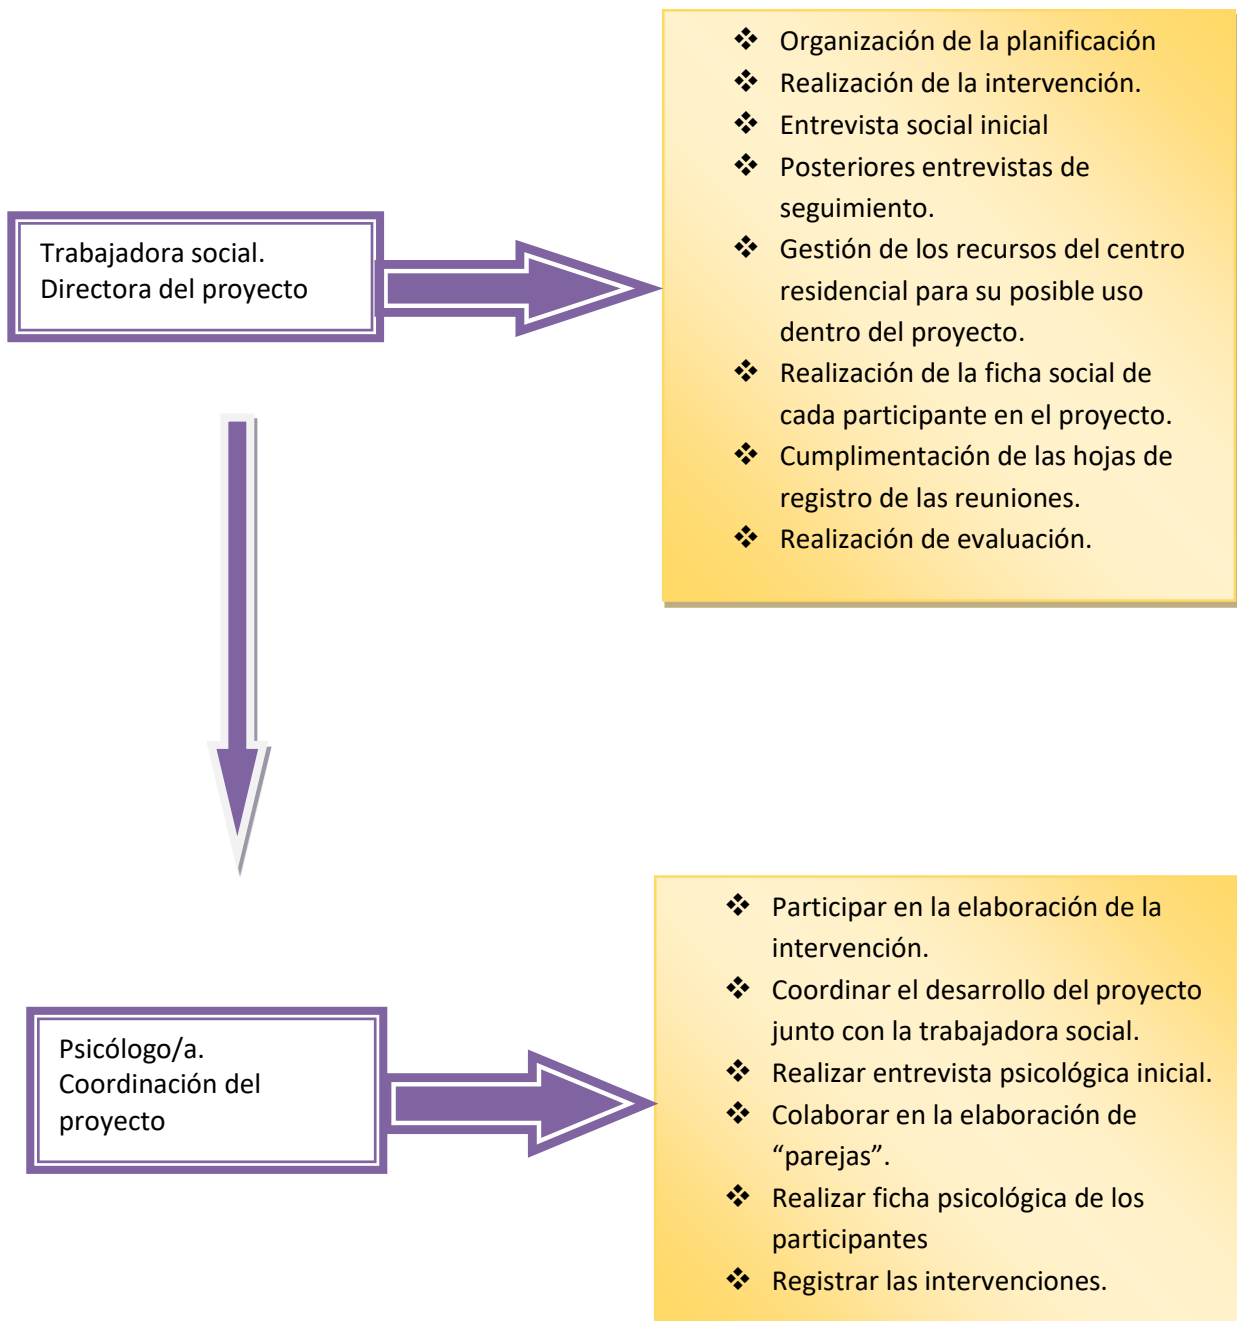 Trabajadora social.
Directora del proyecto
❖ Organización de la planificación
❖ Realización de la intervención.
❖ Entrevista social inicial
❖ Posteriores entrevistas de
seguimiento.
❖ Gestión de los recursos del centro
residencial para su posible uso
dentro del proyecto.
❖ Realización de la ficha social de
cada participante en el proyecto.
❖ Cumplimentación de las hojas de
registro de las reuniones.
❖ Realización de evaluación.
Psicólogo/a.
Coordinación del
proyecto
❖ Participar en la elaboración de la
intervención.
❖ Coordinar el desarrollo del proyecto
junto con la trabajadora social.
❖ Realizar entrevista psicológica inicial.
❖ Colaborar en la elaboración de
“parejas”.
❖ Realizar ficha psicológica de los
participantes
❖ Registrar las intervenciones.